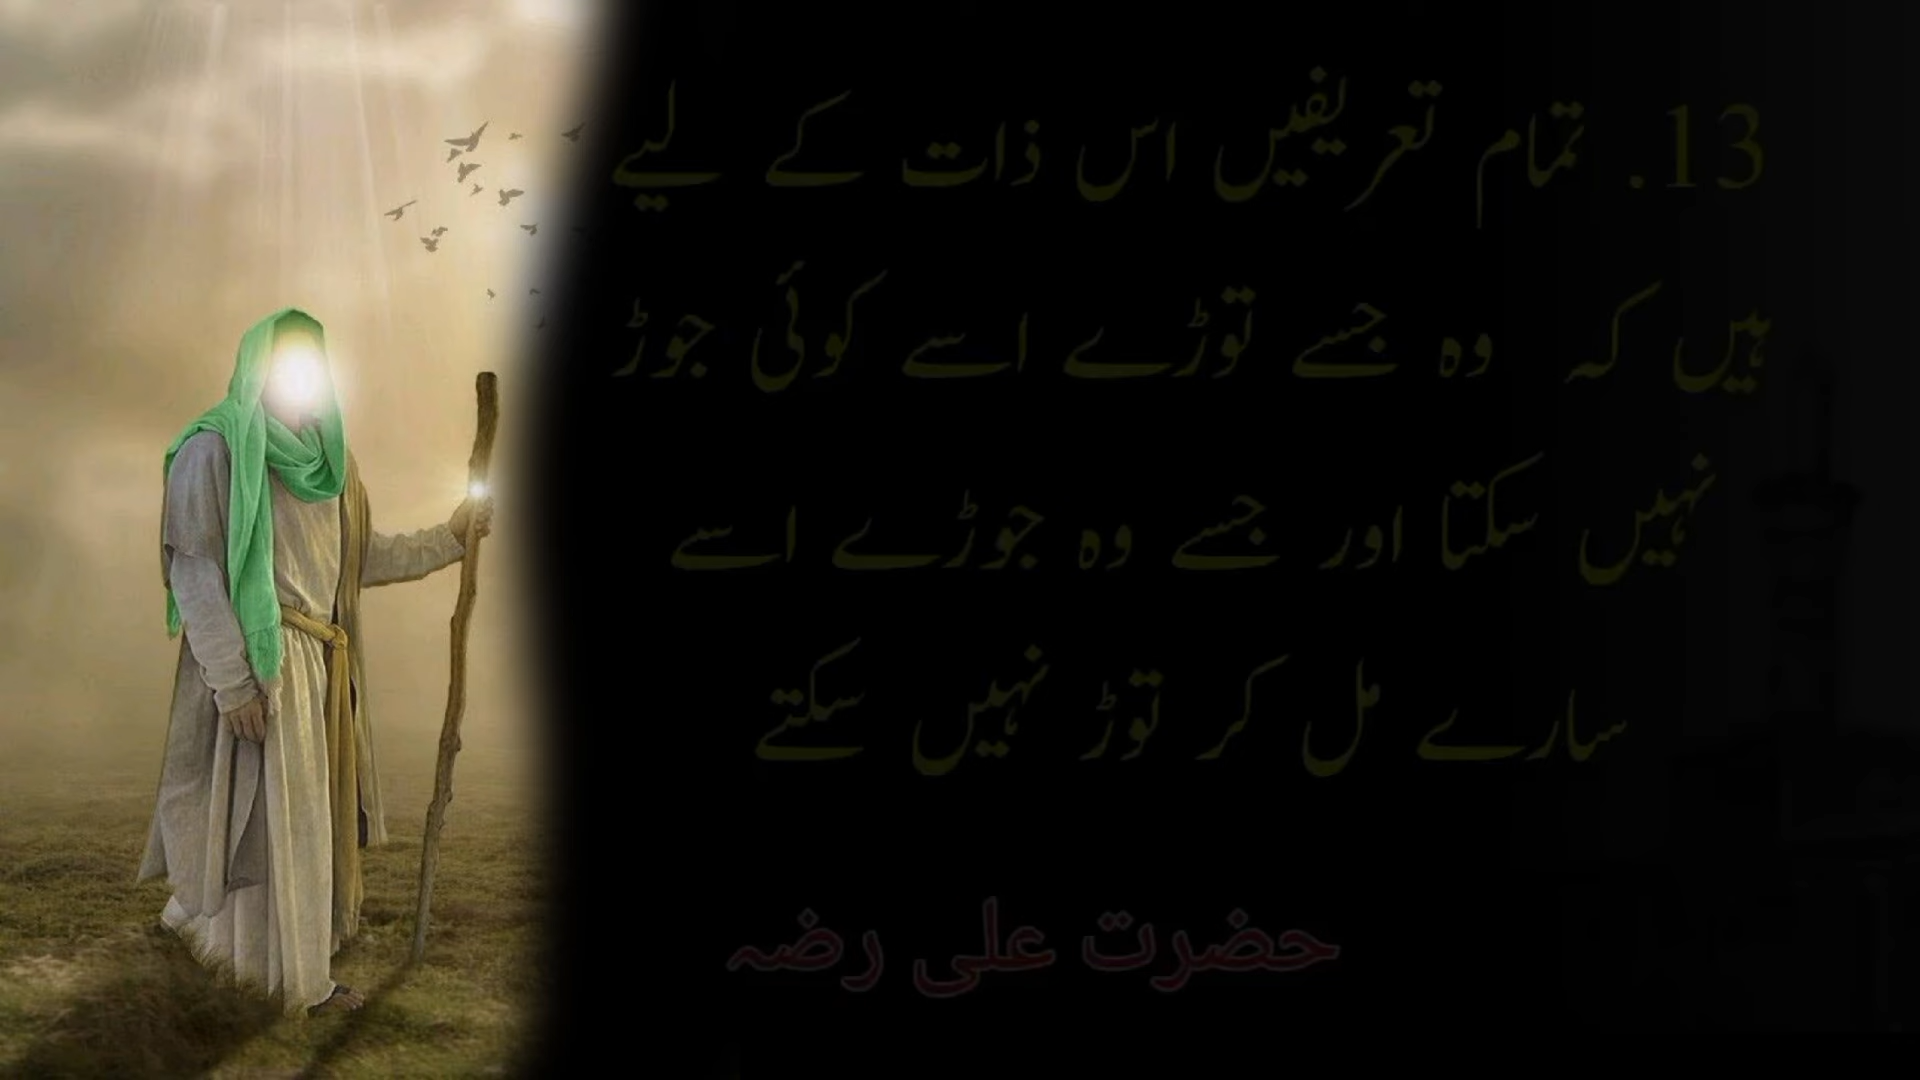 13. تمام تعریفیں اس ذات کے لیے
ہیں کہ وہ جسے توڑے اسے کوئی جوڑ
نہیں سکتا اور جسے وہ جوڑے اسے
سارے مل کر توڑ نہیں سکتے
حضرت علی رضہ